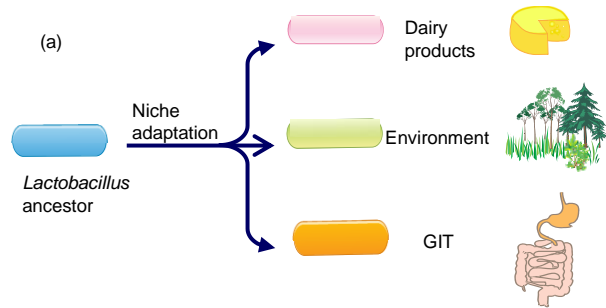 (a)
Dairy
products
Niche
adaptation
Environment
Lactobacillus
ancestor
GIT